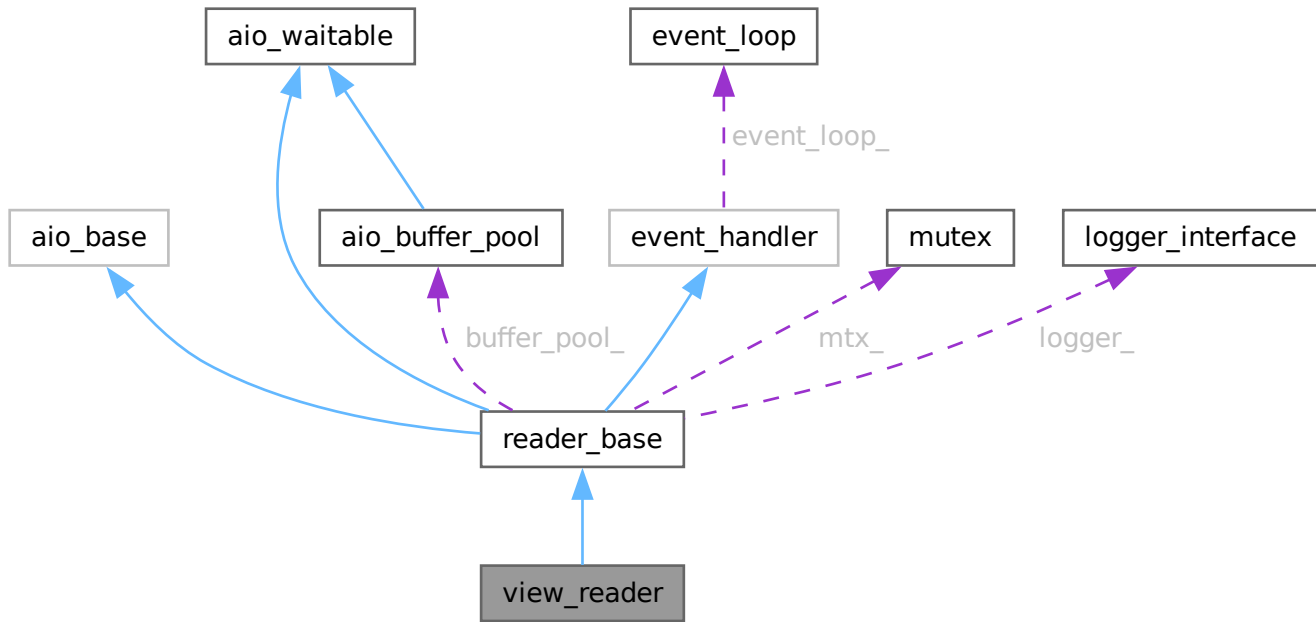 aio_waitable
event_loop
event_loop_
aio_base
aio_buffer_pool
event_handler
mutex
logger_interface
buffer_pool_
mtx_
logger_
reader_base
view_reader